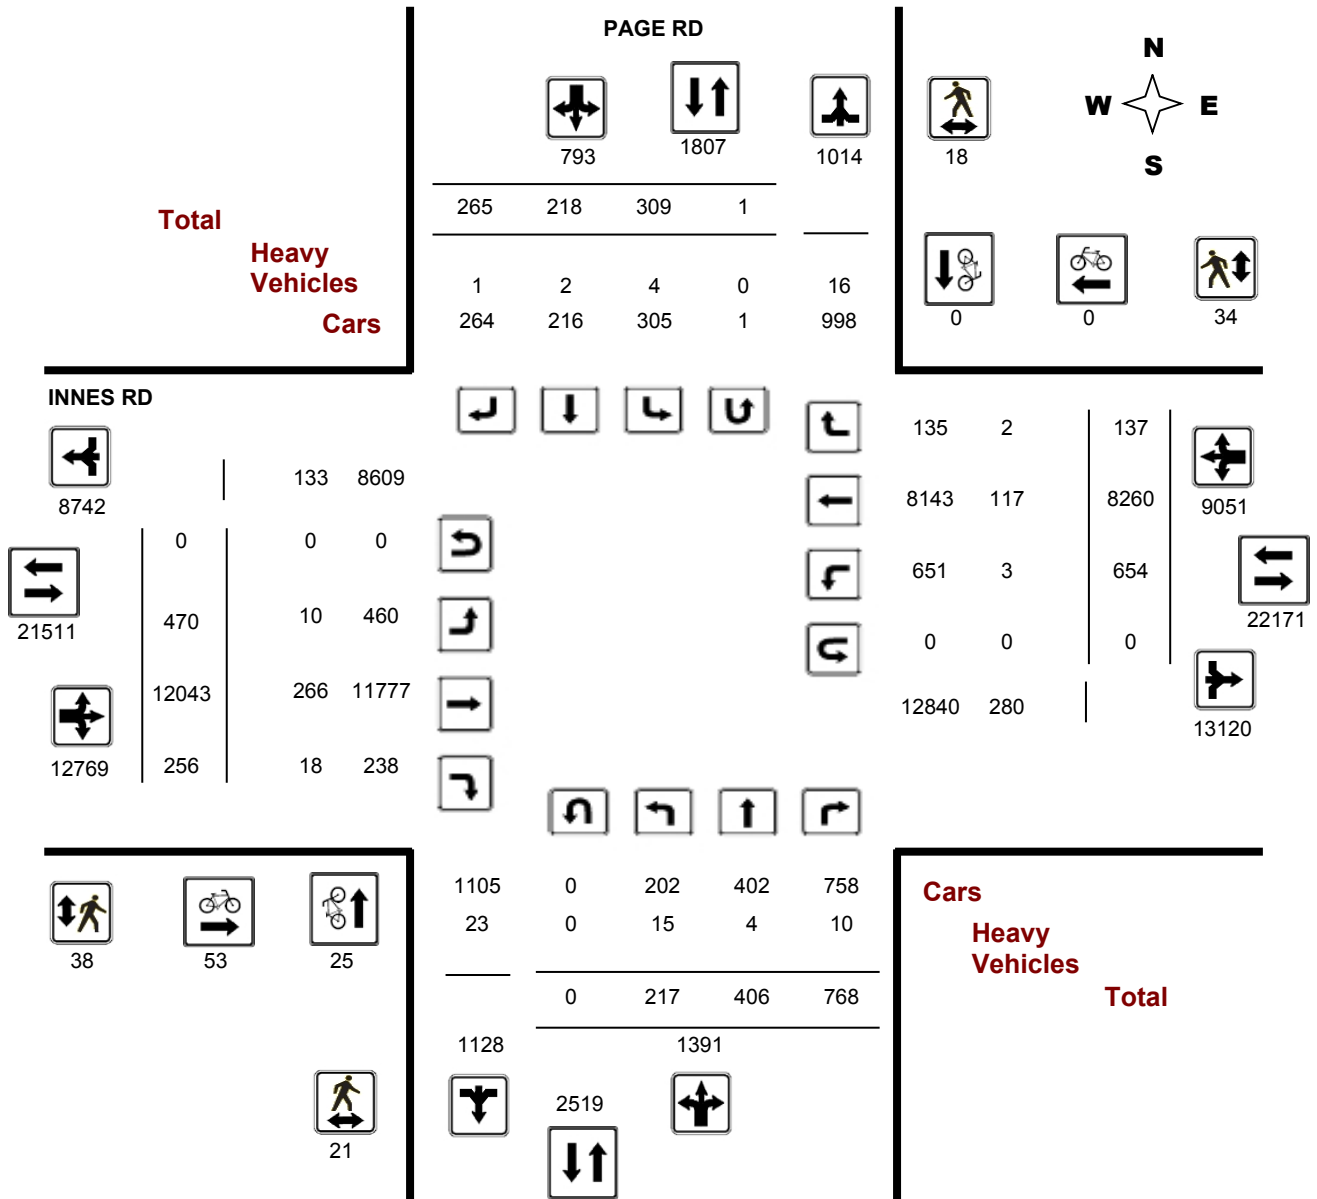 PAGE RD
N
W E
S
793 1807 1014 18
265 218 309 1
Total
Heavy
Vehicles
1 2 4 0 16
Cars
264 216 305 1 998
0 0 34
INNES RD
135 2 137
133 8609
8742
8143 117 8260 9051
0 0 0
651 3 654
470 10 460
21511
22171
0 0 0
12043 266 11777
12840 280
13120
12769 256 18 238
1105 0 202 402 758
Cars
23 0 15 4 10
Heavy
Vehicles
38 53 25
0 217 406 768
Total
1128 1391
2519
21